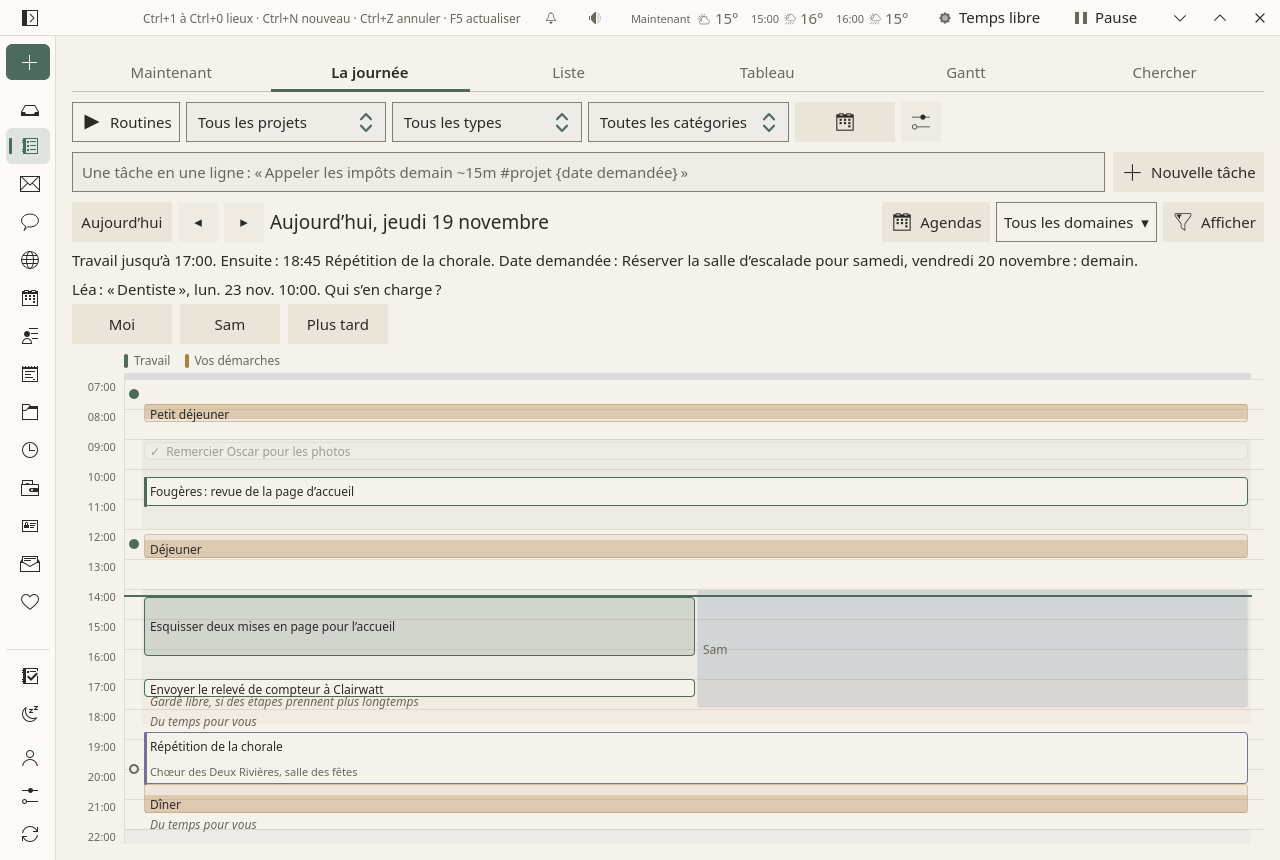 Ctrl+1 à Ctrl+0 lieux · Ctrl+N nouveau · Ctrl+Z annuler · F5 actualiser
Maintenant 15° 15:00 16° 16:00 15° Temps libre Pause
Maintenant La journée Liste Tableau Gantt Chercher
Routines Tous les projets Tous les types Toutes les catégories
Une tâche en une ligne : « Appeler les impôts demain ~15m #projet {date demandée} » Nouvelle tâche
Aujourd’hui Aujourd’hui, jeudi 19 novembre Agendas Tous les domaines Afficher
Travail jusqu’à 17:00. Ensuite : 18:45 Répétition de la chorale. Date demandée : Réserver la salle d’escalade pour samedi, vendredi 20 novembre : demain.
Léa : « Dentiste », lun. 23 nov. 10:00. Qui s’en charge ?
Moi Sam Plus tard
Travail Vos démarches
07:00
08:00 Petit déjeuner
09:00 ✓ Remercier Oscar pour les photos
10:00
Fougères : revue de la page d’accueil
11:00
12:00
Déjeuner
13:00
14:00
15:00 Esquisser deux mises en page pour l’accueil
Sam
16:00
17:00 Envoyer le relevé de compteur à Clairwatt
Garde libre, si des étapes prennent plus longtemps
18:00 Du temps pour vous
19:00 Répétition de la chorale
20:00 Chœur des Deux Rivières, salle des fêtes
21:00 Dîner
Du temps pour vous
22:00